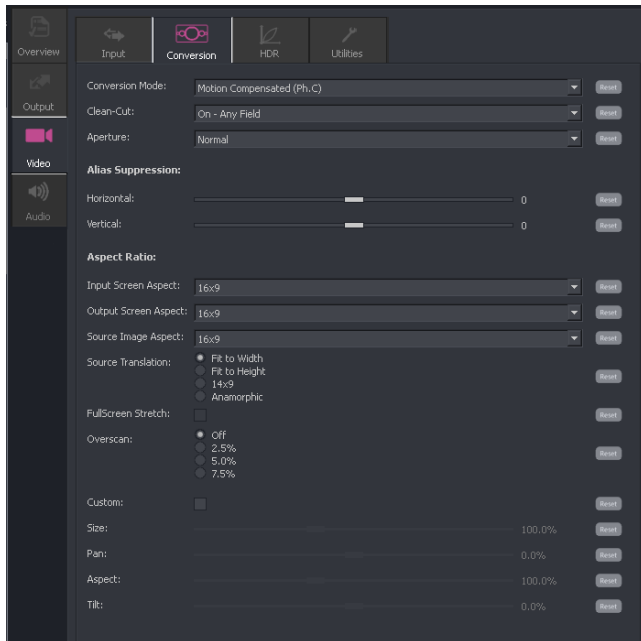 Overview
Output
Video
Audio
Input
Conversion
HDR
Utilities
Conversion Mode: Motion Compensated (Ph.C) Reset
Clean-Cut: On - Any Field Reset
Aperture: Normal Reset
Alias Suppression:
Horizontal: 0 Reset
Vertical: 0 Reset
Aspect Ratio:
Input Screen Aspect: 16x9 Reset
Output Screen Aspect: 16x9 Reset
Source Image Aspect: 16x9 Reset
Source Translation: Fit to Width
Fit to Height
14x9
Anamorphic
Reset
FullScreen Stretch: Reset
Overscan: Off
2.5%
5.0%
7.5%
Reset
Custom: Reset
Size: 100.0% Reset
Pan: 0.0% Reset
Aspect: 100.0% Reset
Tilt: 0.0% Reset